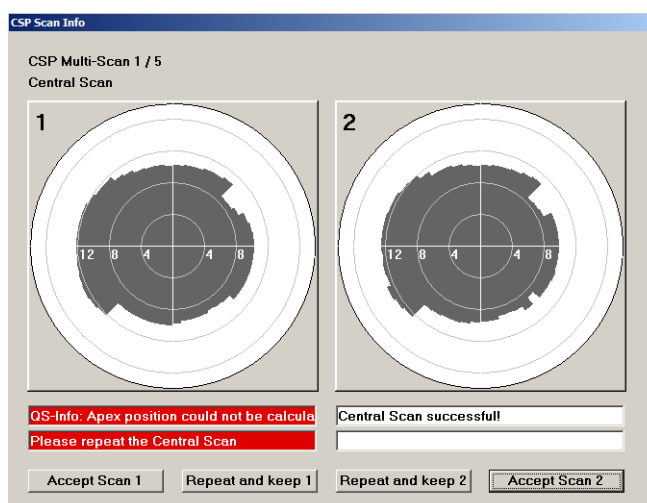 CSP Scan Info
CSP Multi-Scan 1 / 5
Central Scan
1
2
12 8 4 4 8
12 8 4 4 8
QS-Info: Apex position could not be calcula
Central Scan successful!
Please repeat the Central Scan
Accept Scan 1
Repeat and keep 1
Repeat and keep 2
Accept Scan 2